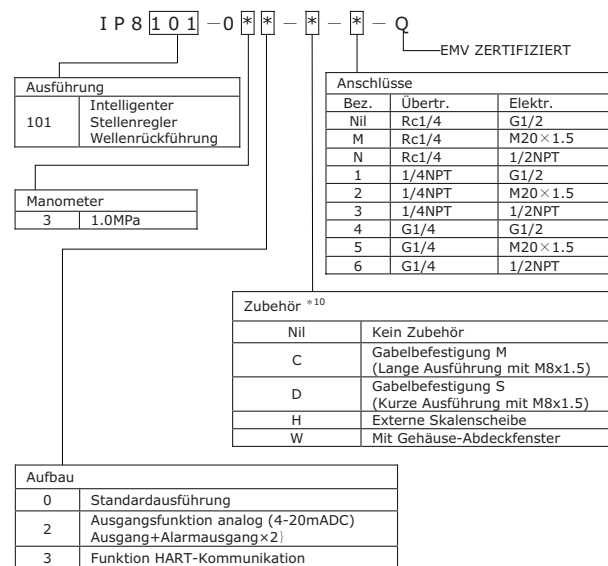 IP8101-0**-*-*-Q
EMV ZERTIFIZIERT
Ausführung
101
Intelligenter
Stellenregler
Wellenrückführung
Manometer
3 1.0MPa
Anschlüsse
Bez. Übertr. Elektr.
Nil Rc1/4 G1/2
M Rc1/4 M20×1.5
N Rc1/4 1/2NPT
1 1/4NPT G1/2
2 1/4NPT M20×1.5
3 1/4NPT 1/2NPT
4 G1/4 G1/2
5 G1/4 M20×1.5
6 G1/4 1/2NPT
Zubehör *10
Nil Kein Zubehör
C Gabelbefestigung M
(Lange Ausführung mit M8x1.5)
D Gabelbefestigung S
(Kurze Ausführung mit M8x1.5)
H Externe Skalenscheibe
W Mit Gehäuse-Abdeckfenster
Aufbau
0 Standardausführung
2 Ausgangsfunktion analog (4-20mADC)
Ausgang+Alarmausgang×2}
3 Funktion HART-Kommunikation